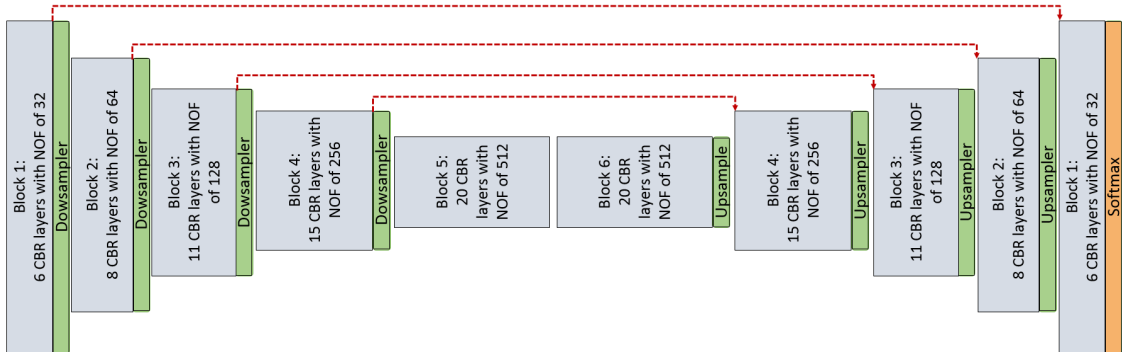 Block 1:
6 CBR layers with NOF of 32
Dowsampler
Block 2:
8 CBR layers with NOF of 64
Dowsampler
Block 3:
11 CBR layers with NOF
of 128
Dowsampler
Block 4:
15 CBR layers with
NOF of 256
Dowsampler
Block 5:
20 CBR
layers with
NOF of 512
Block 6:
20 CBR
layers with
NOF of 512
Upsample
Block 4:
15 CBR layers with
NOF of 256
Upsampler
Block 3:
11 CBR layers with NOF
of 128
Upsampler
Block 2:
8 CBR layers with NOF of 64
Upsampler
Block 1:
6 CBR layers with NOF of 32
Softmax